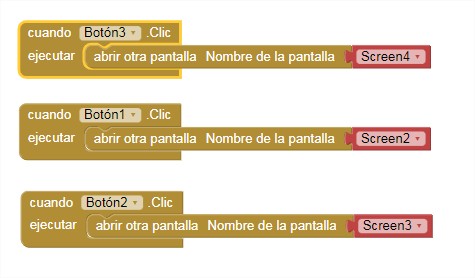 cuando Botón3 .Clic
ejecutar abrir otra pantalla Nombre de la pantalla Screen4
cuando Botón1 .Clic
ejecutar abrir otra pantalla Nombre de la pantalla Screen2
cuando Botón2 .Clic
ejecutar abrir otra pantalla Nombre de la pantalla Screen3